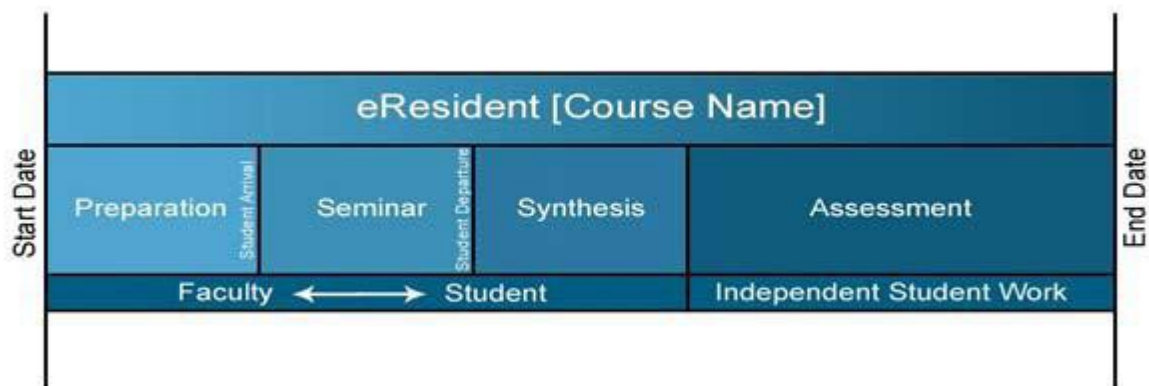 eResident [Course Name]
Start Date
Preparation
Student Arrival
Seminar
Student Departure
Synthesis
Assessment
End Date
Faculty
Student
Independent Student Work